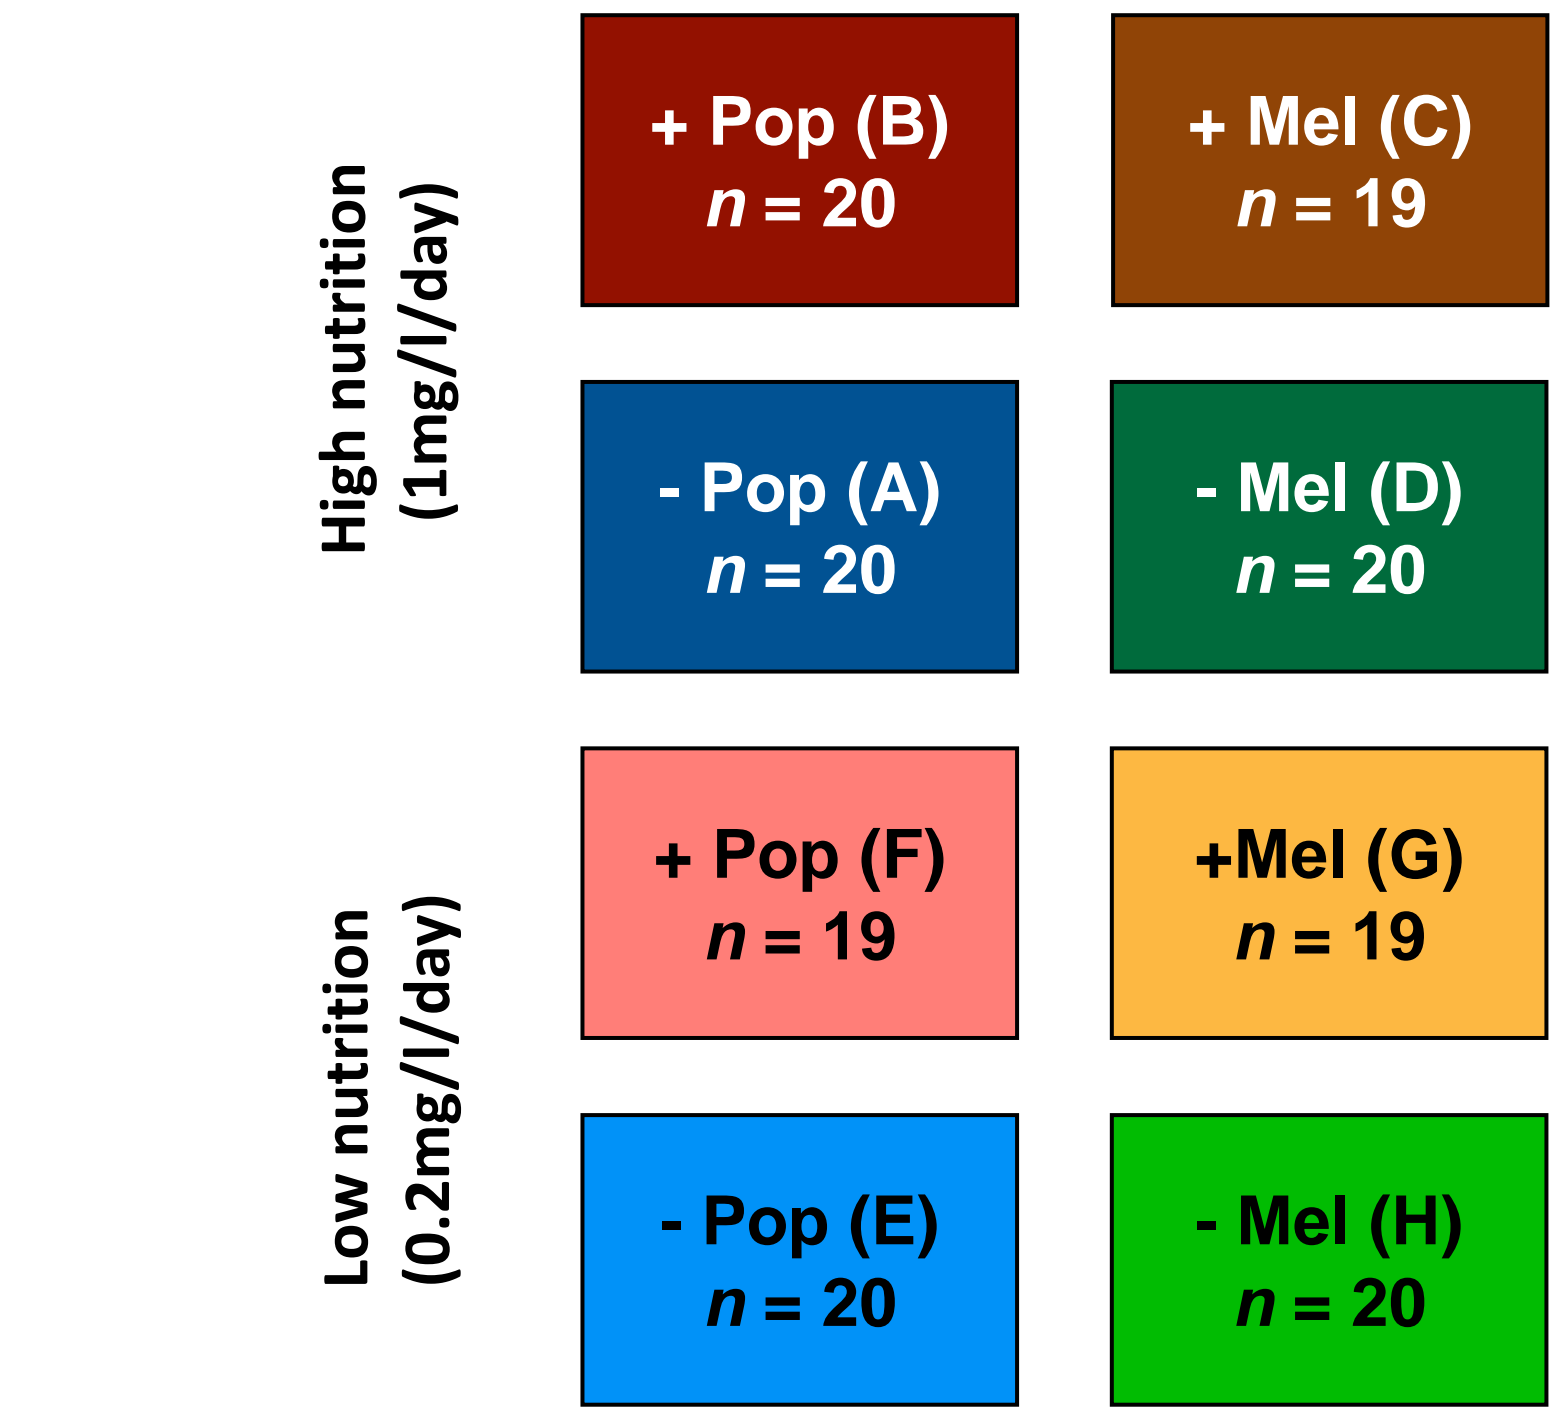 High nutrition
(1mg/l/day)
+ Pop (B)
n = 20
+ Mel (C)
n = 19
- Pop (A)
n = 20
- Mel (D)
n = 20
Low nutrition
(0.2mg/l/day)
+ Pop (F)
n = 19
+Mel (G)
n = 19
- Pop (E)
n = 20
- Mel (H)
n = 20